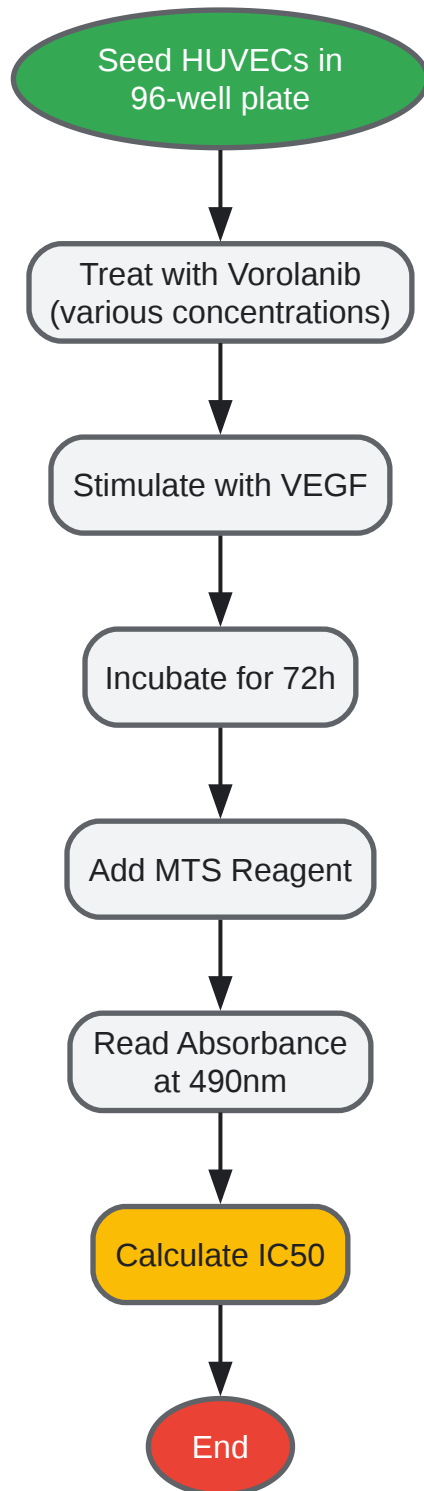 Seed HUVECs in
96-well plate
Treat with Vorolanib
(various concentrations)
Stimulate with VEGF
Incubate for 72h
Add MTS Reagent
Read Absorbance
at 490nm
Calculate IC50
End